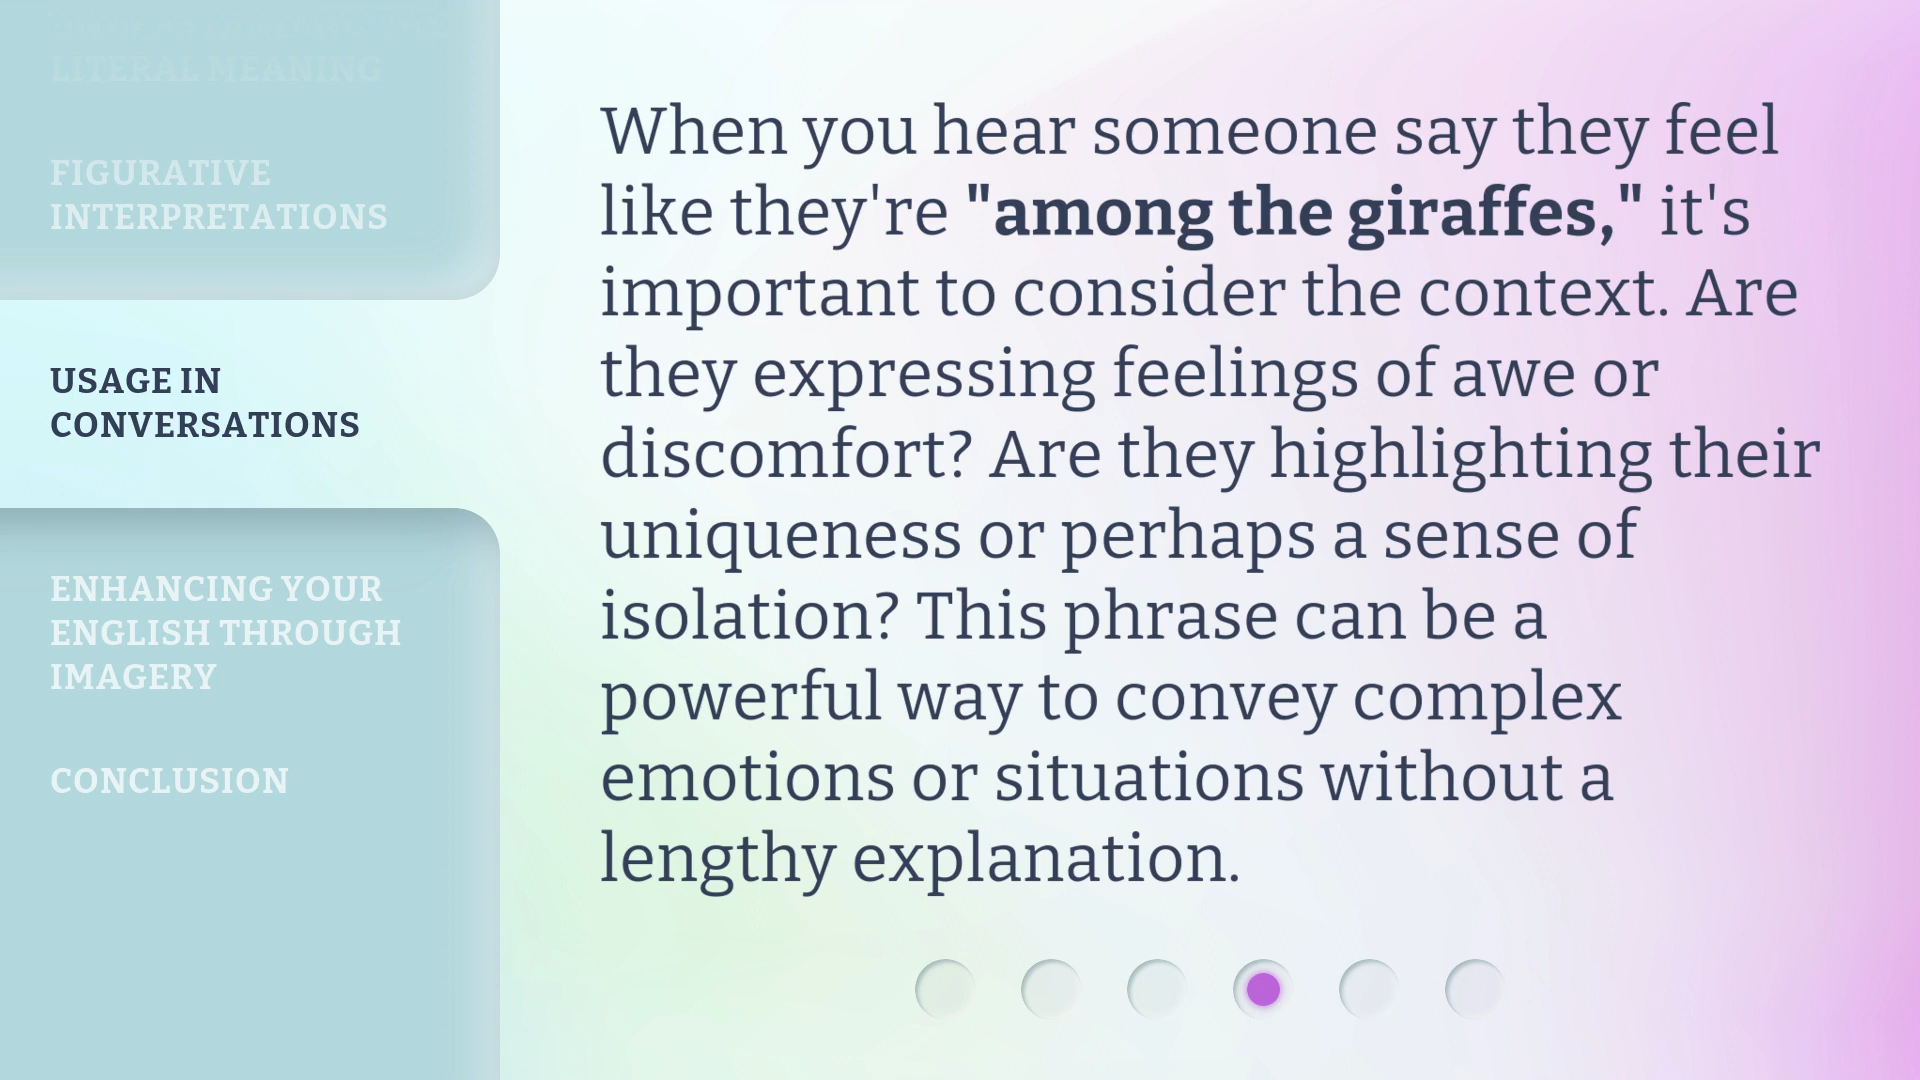 LITERAL MEANING
FIGURATIVE
INTERPRETATIONS
USAGE IN
CONVERSATIONS
ENHANCING YOUR
ENGLISH THROUGH
IMAGERY
CONCLUSION
When you hear someone say they feel
like they're "among the giraffes," it's
important to consider the context. Are
they expressing feelings of awe or
discomfort? Are they highlighting their
uniqueness or perhaps a sense of
isolation? This phrase can be a
powerful way to convey complex
emotions or situations without a
lengthy explanation.